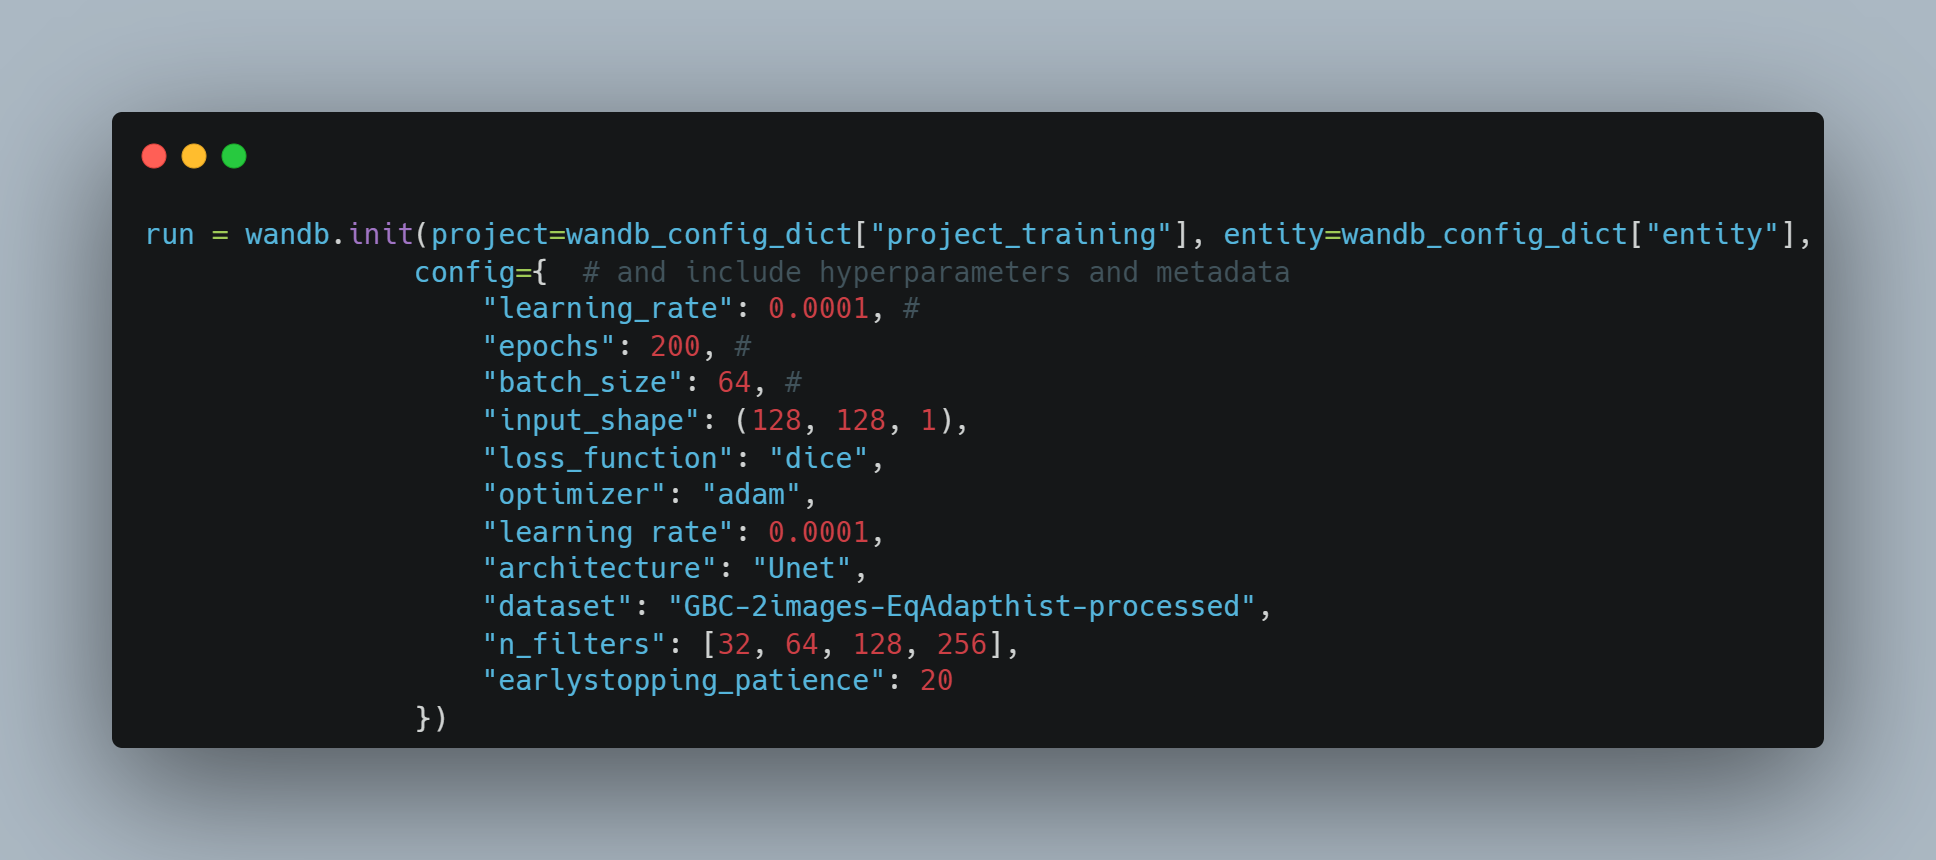 run = wandb.init(project=wandb_config_dict["project_training"], entity=wandb_config_dict["entity"],
                config={  # and include hyperparameters and metadata
                    "learning_rate": 0.0001, #
                    "epochs": 200, #
                    "batch_size": 64, #
                    "input_shape": (128, 128, 1),
                    "loss_function": "dice",
                    "optimizer": "adam",
                    "learning rate": 0.0001,
                    "architecture": "Unet",
                    "dataset": "GBC-2images-EqAdapthist-processed",
                    "n_filters": [32, 64, 128, 256],
                    "earlystopping_patience": 20
                })